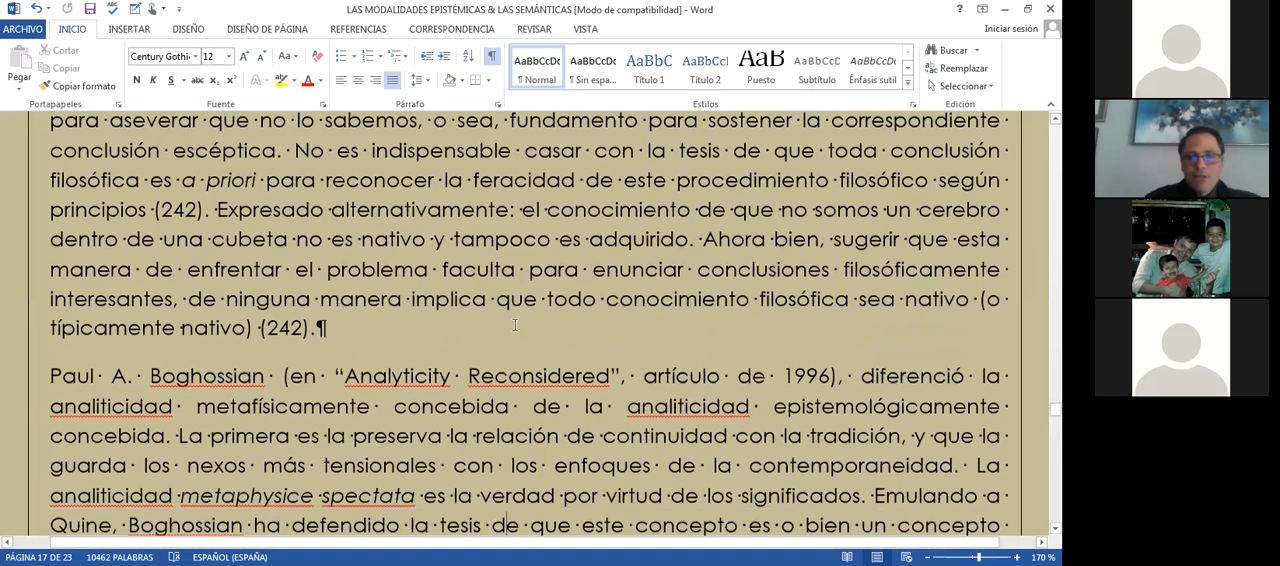 LAS MODALIDADES EPISTÉMICAS & LAS SEMÁNTICAS [Modo de compatibilidad] - Word
ARCHIVO INICIO INSERTAR DISEÑO DISEÑO DE PÁGINA REFERENCIAS CORRESPONDENCIA REVISAR VISTA Iniciar sesión
Pegar
Cortar
Copiar
Copiar formato
Portapapeles
Century Gothi 12
N K S abc x₂ x²
Fuente
Párrafo
AaBbCcDc AaBbCcDc AaBbC AaBbCcl AaB AaBbCcD AaBbCcDc
¶ Normal ¶ Sin espa... Título 1 Título 2 Puesto Subtítulo Énfasis sutil
Estilos
Buscar
Reemplazar
Seleccionar
Edición
para aseverar que no lo sabemos, o sea, fundamento para sostener la correspondiente
conclusión escéptica. No es indispensable casar con la tesis de que toda conclusión
filosófica es a priori para reconocer la feracidad de este procedimiento filosófico según
principios (242). Expresado alternativamente: el conocimiento de que no somos un cerebro
dentro de una cubeta no es nativo y tampoco es adquirido. Ahora bien, sugerir que esta
manera de enfrentar el problema faculta para enunciar conclusiones filosóficamente
interesantes, de ninguna manera implica que todo conocimiento filosófica sea nativo (o
típicamente nativo) (242).¶
Paul A. Boghossian (en “Analyticity Reconsidered”, artículo de 1996), diferenció la
analiticidad metafísicamente concebida de la analiticidad epistemológicamente
concebida. La primera es la preserva la relación de continuidad con la tradición, y que la
guarda los nexos más tensionales con los enfoques de la contemporaneidad. La
analiticidad metaphysice spectata es la verdad por virtud de los significados. Emulando a
Quine, Boghossian ha defendido la tesis de que este concepto es o bien un concepto
PÁGINA 17 DE 23 10462 PALABRAS ESPAÑOL (ESPAÑA) 170 %